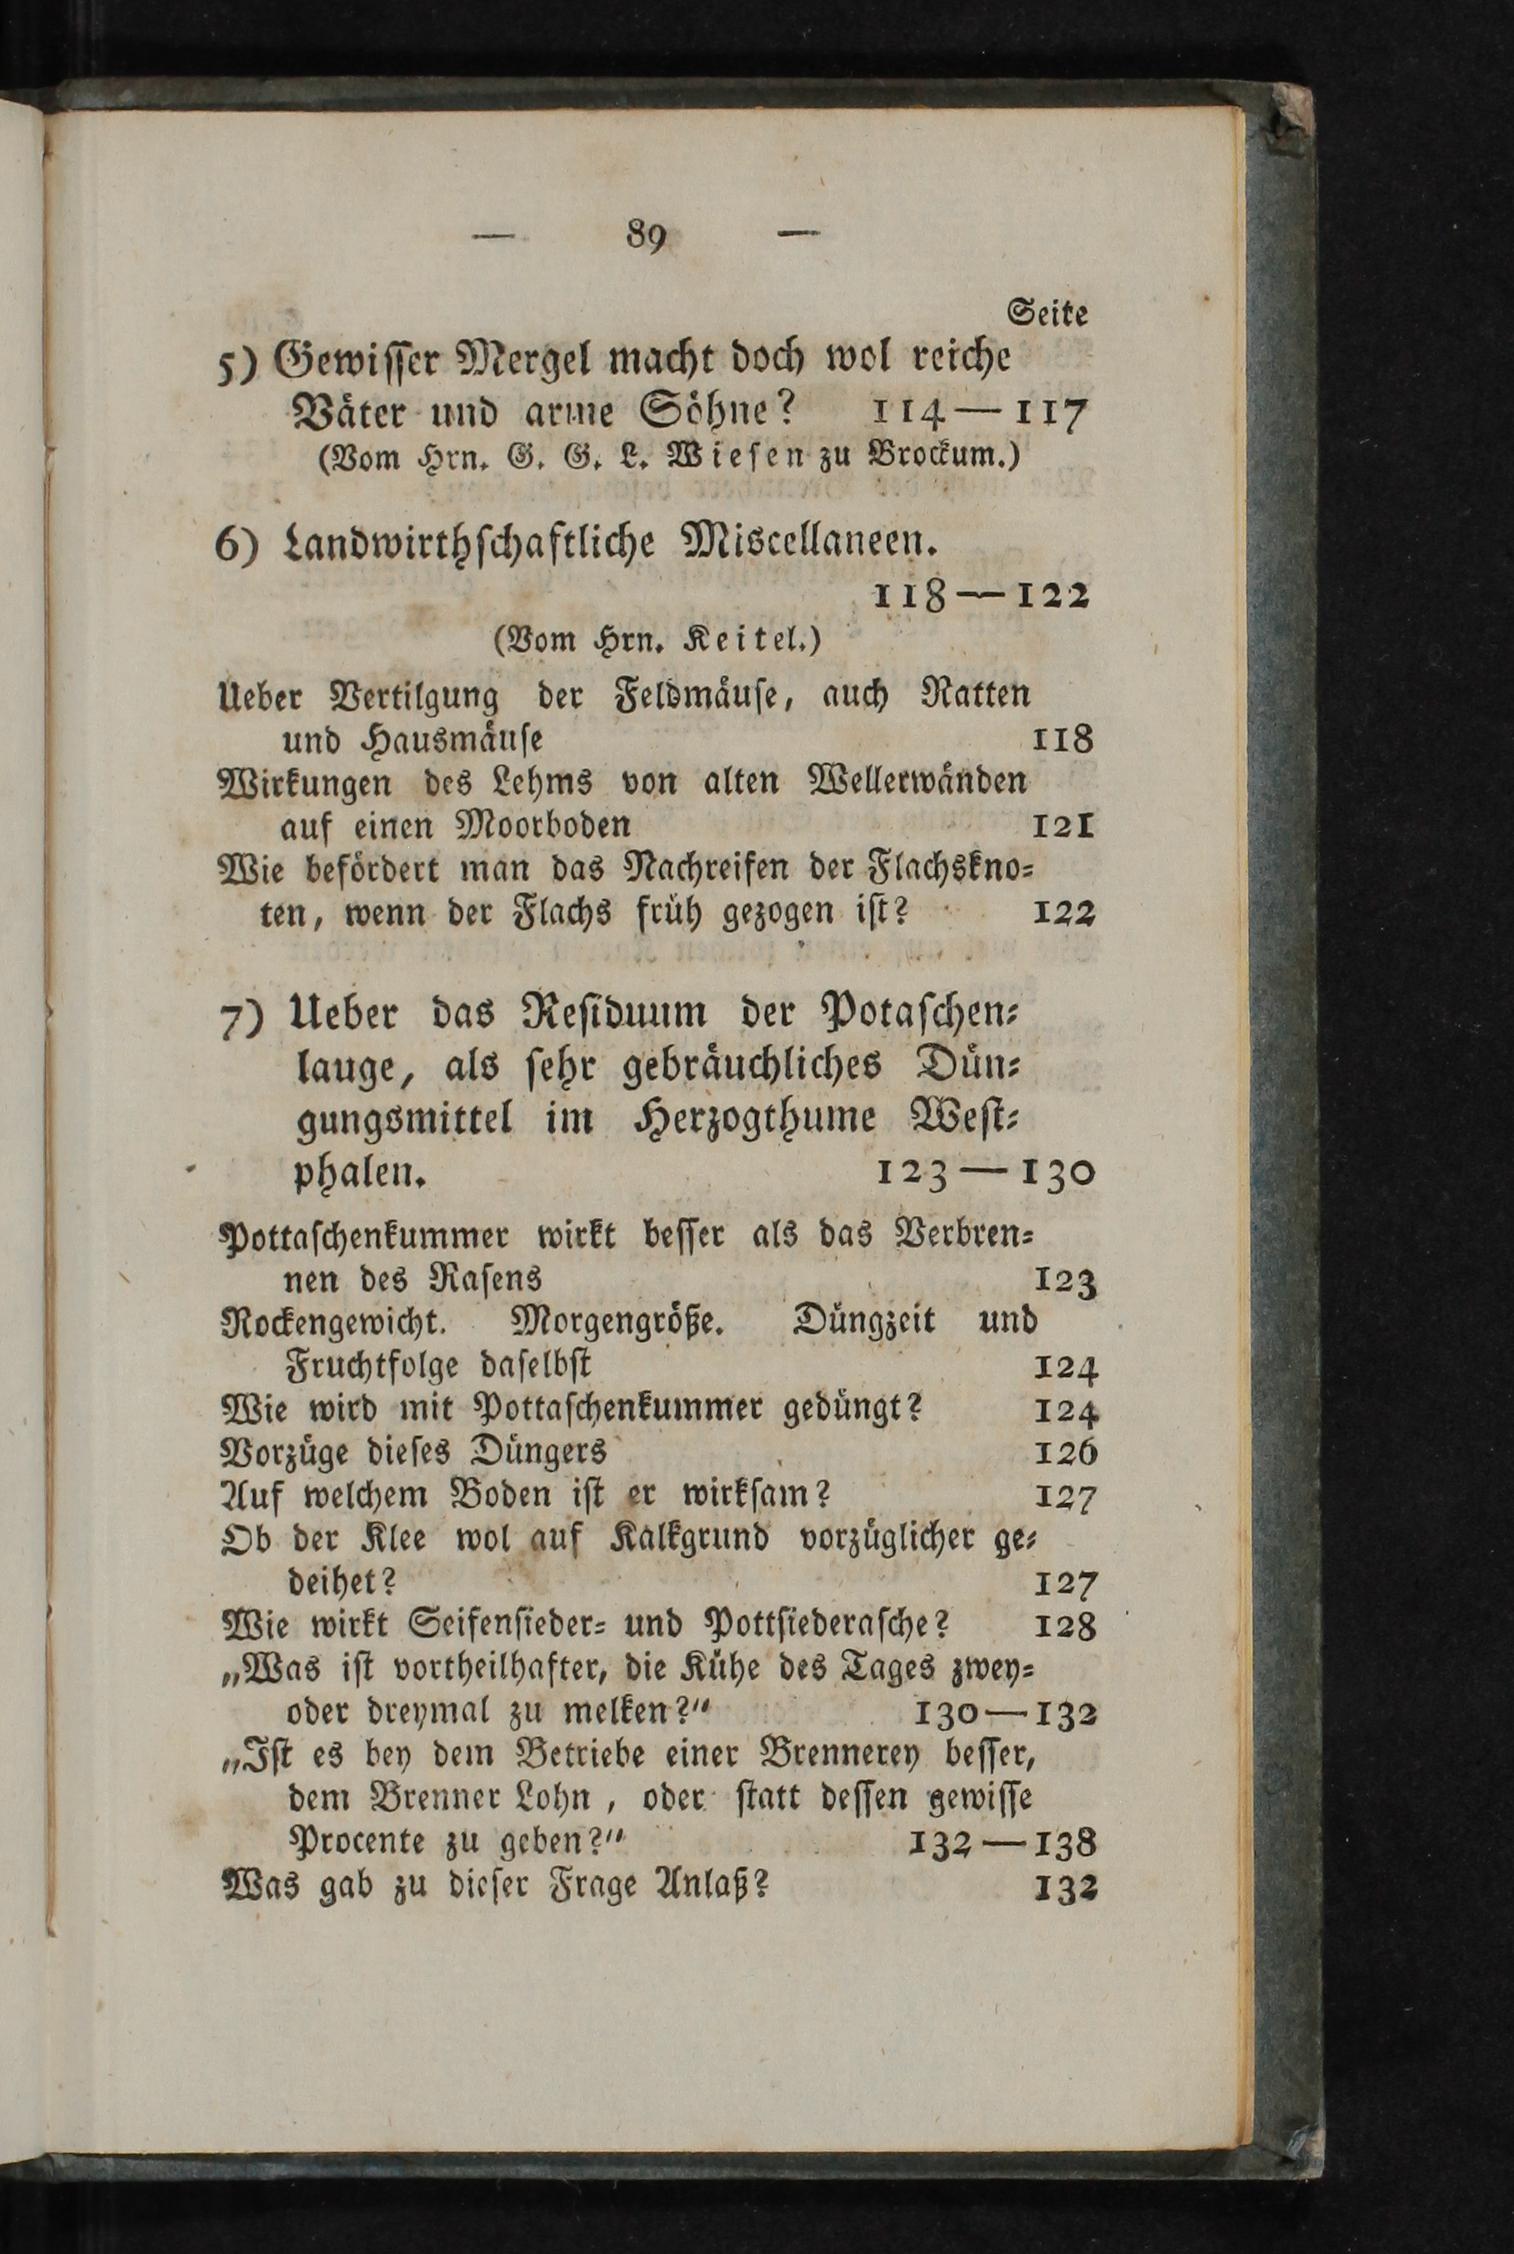 — 89 —
Seite
5) Gewiſſer Mergel macht doch wol reiche
Väter und arme Söhne? 114—117
(Vom Hrn. G. G. L. Wieſen zu Brockum.)
6) Landwirthſchaftliche Miscellaneen.
118—122
(Vom Hrn. Keitel.)
Ueber Vertilgung der Feldmäuſe, auch Ratten
und Hausmäuſe 118
Wirkungen des Lehms von alten Wellerwänden
auf einen Moorboden 121
Wie befördert man das Nachreifen der Flachskno⸗
ten, wenn der Flachs früh gezogen iſt? 122
7) Ueber das Reſiduum der Potaſchen⸗
lauge, als ſehr gebräuchliches Dün⸗
gungsmittel im Herzogthume Weſt⸗
phalen. 123—130
Pottaſchenkummer wirkt beſſer als das Verbren⸗
nen des Raſens 123
Rockengewicht. Morgengröße. Düngzeit und
Fruchtfolge daſelbſt 124
Wie wird mit Pottaſchenkummer gedüngt? 124
Vorzüge dieſes Düngers 126
Auf welchem Boden iſt er wirkſam? 127
Ob der Klee wol auf Kalkgrund vorzüglicher ge⸗
deihet? 127
Wie wirkt Seifenſieder⸗ und Pottſiederaſche? 128
„Was iſt vortheilhafter, die Kühe des Tages zwey⸗
oder dreymal zu melken?“ 130—132
„Iſt es bey dem Betriebe einer Brennerey beſſer,
dem Brenner Lohn, oder ſtatt deſſen gewiſſe
Procente zu geben?“ 132—138
Was gab zu dieſer Frage Anlaß? 132